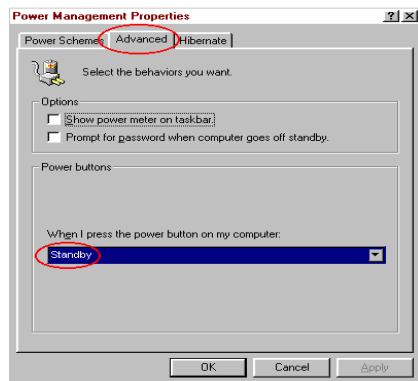 Power Management Properties
Power Schemes Advanced Hibernate
Select the behaviors you want.
Options
Show power meter on taskbar.
Prompt for password when computer goes off standby.
Power buttons
When I press the power button on my computer:
Standby
OK Cancel Apply